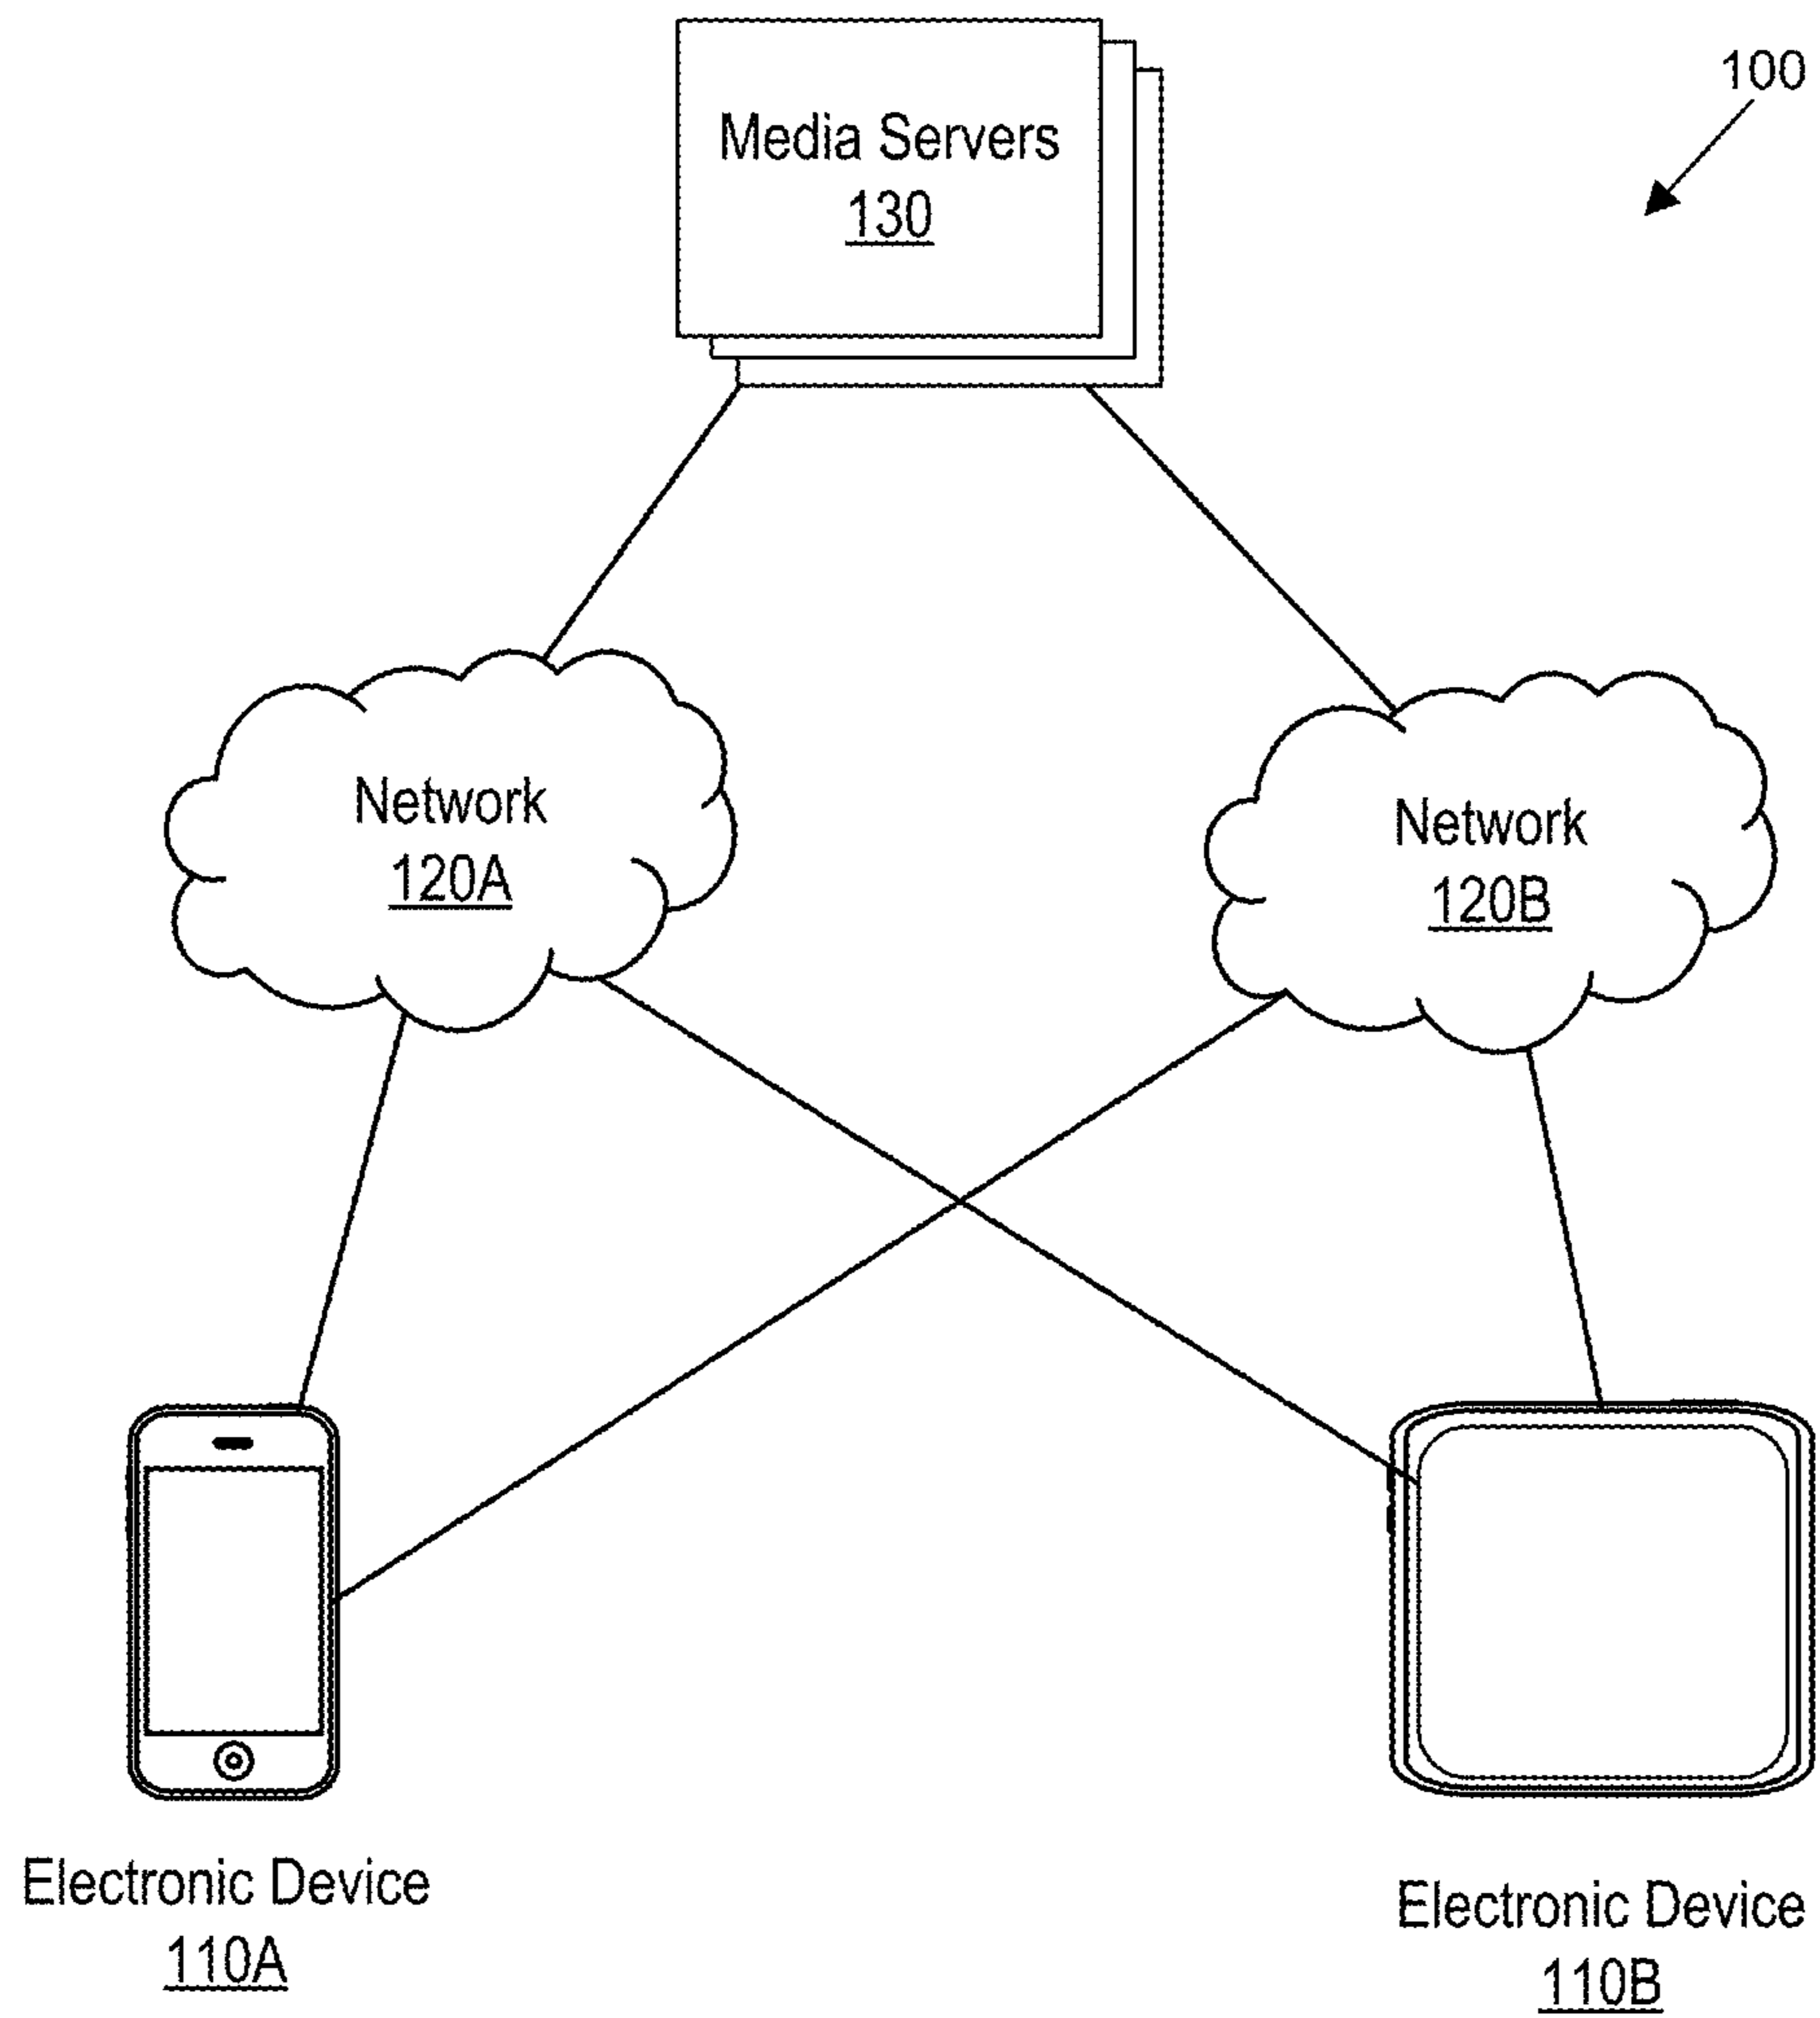 100
Media Servers
130
Network
120A
Network
120B
Electronic Device
110A
Electronic Device
110B